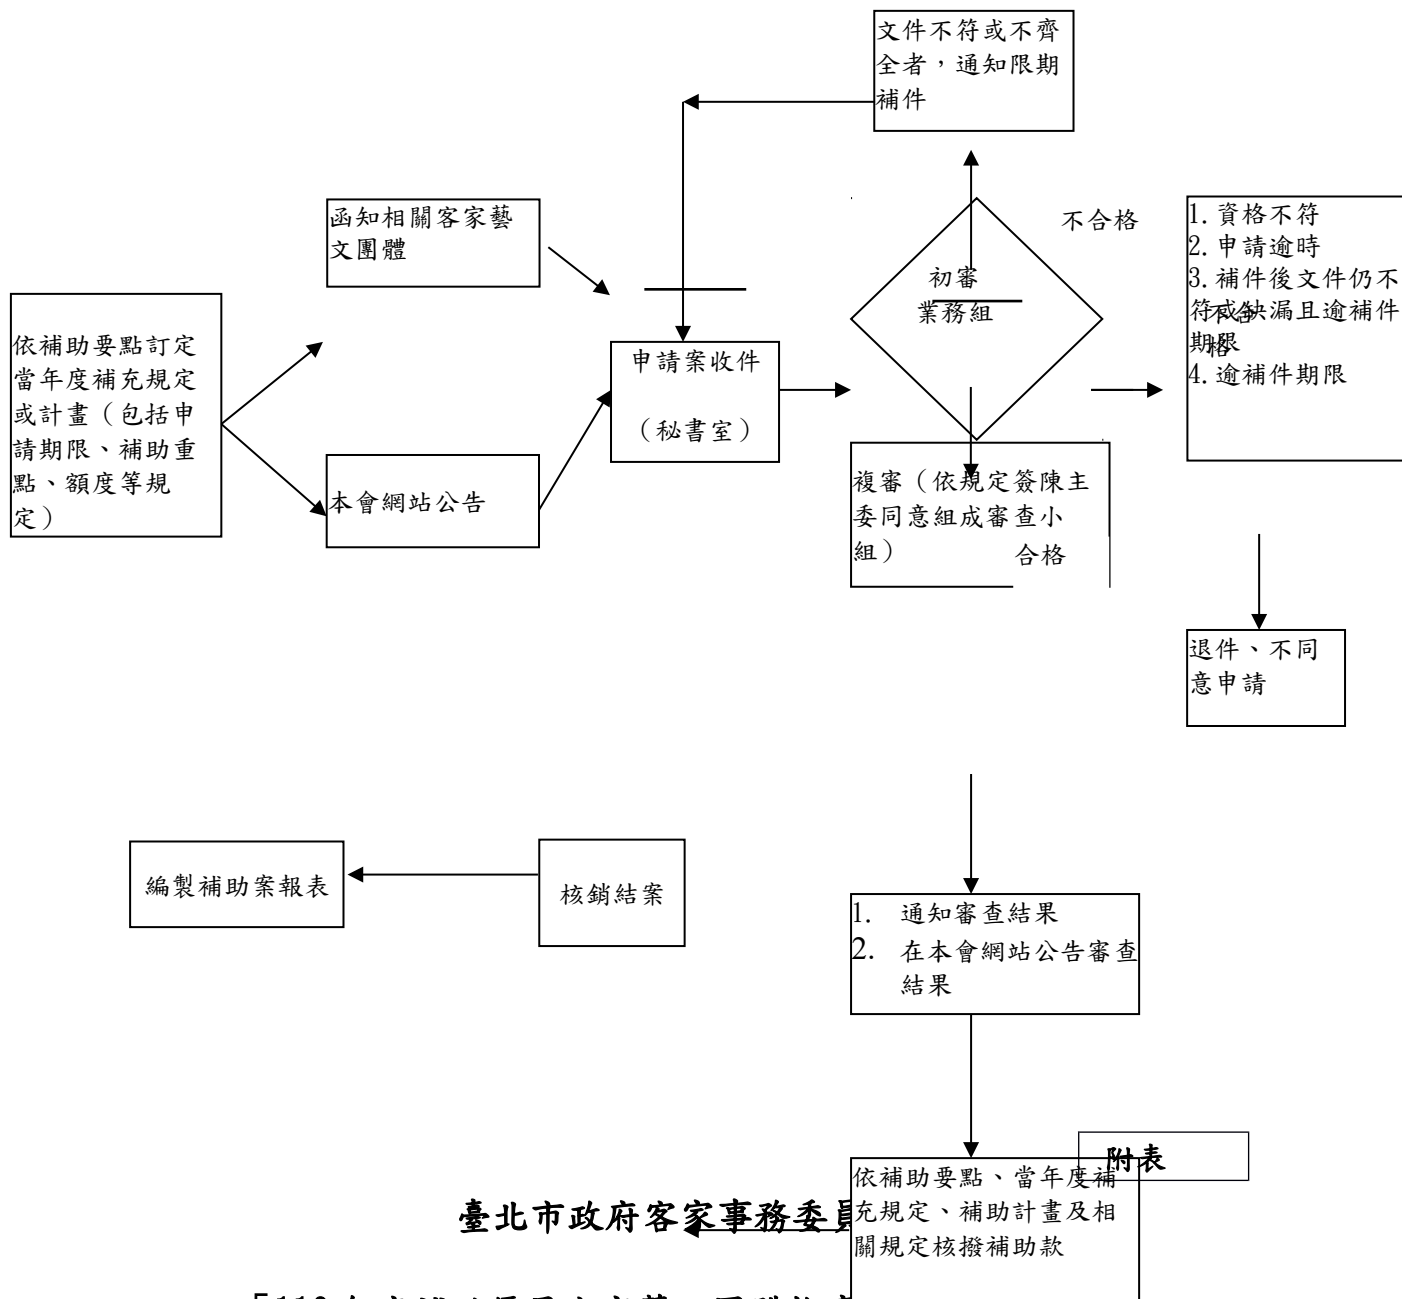 文件不符或不齊
全者，通知限期
補件
函知相關客家藝
文團體
不合格
1.資格不符
2.申請逾時
3.補件後文件仍不
符或缺漏且逾補件
期限
4.逾補件期限
不合
格
初審
業務組
依補助要點訂定
當年度補充規定
或計畫（包括申
請期限、補助重
點、額度等規
定）
申請案收件
（秘書室）
本會網站公告
複審（依規定簽陳主
委同意組成審查小
組）
合格
退件、不同
意申請
編製補助案報表
核銷結案
1. 通知審查結果
2. 在本會網站公告審查
結果
附表
依補助要點、當年度補
充規定、補助計畫及相
關規定核撥補助款
臺北市政府客家事務委員